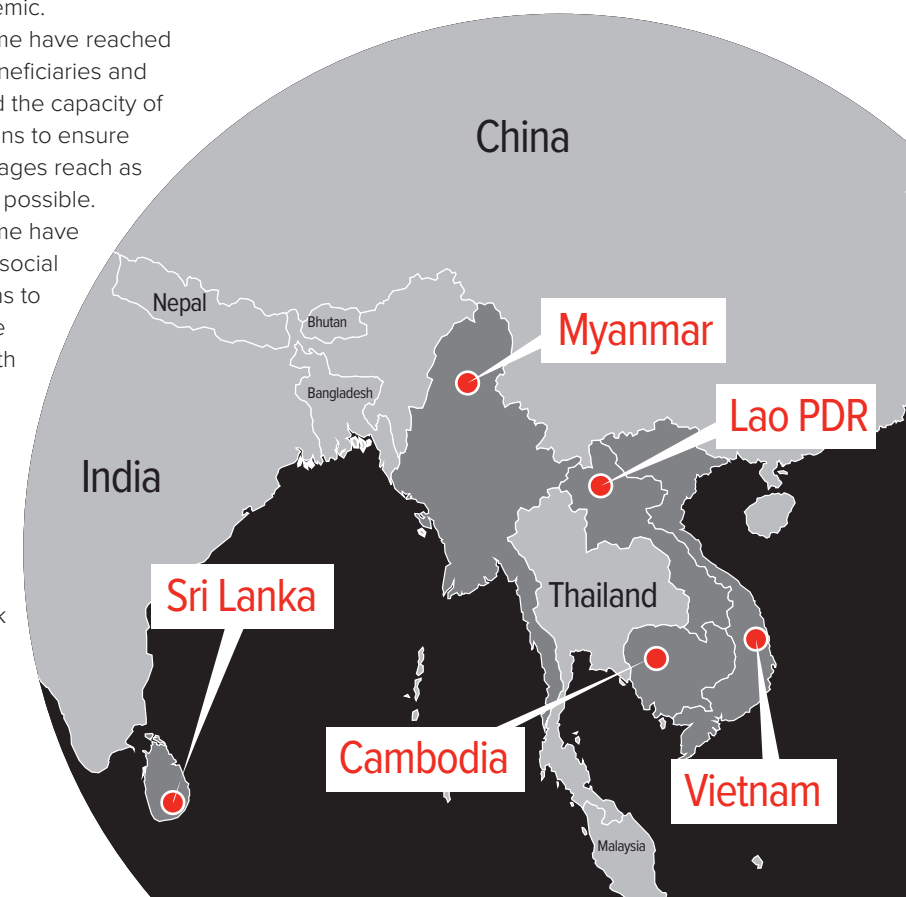 emic.
me have reached
neficiaries and
d the capacity of
ns to ensure
ages reach as
possible.
me have
social
ns to
e
th
k
China
Nepal
Bhutan
Myanmar
Bangladesh
Lao PDR
India
Sri Lanka
Thailand
Cambodia
Vietnam
Malaysia